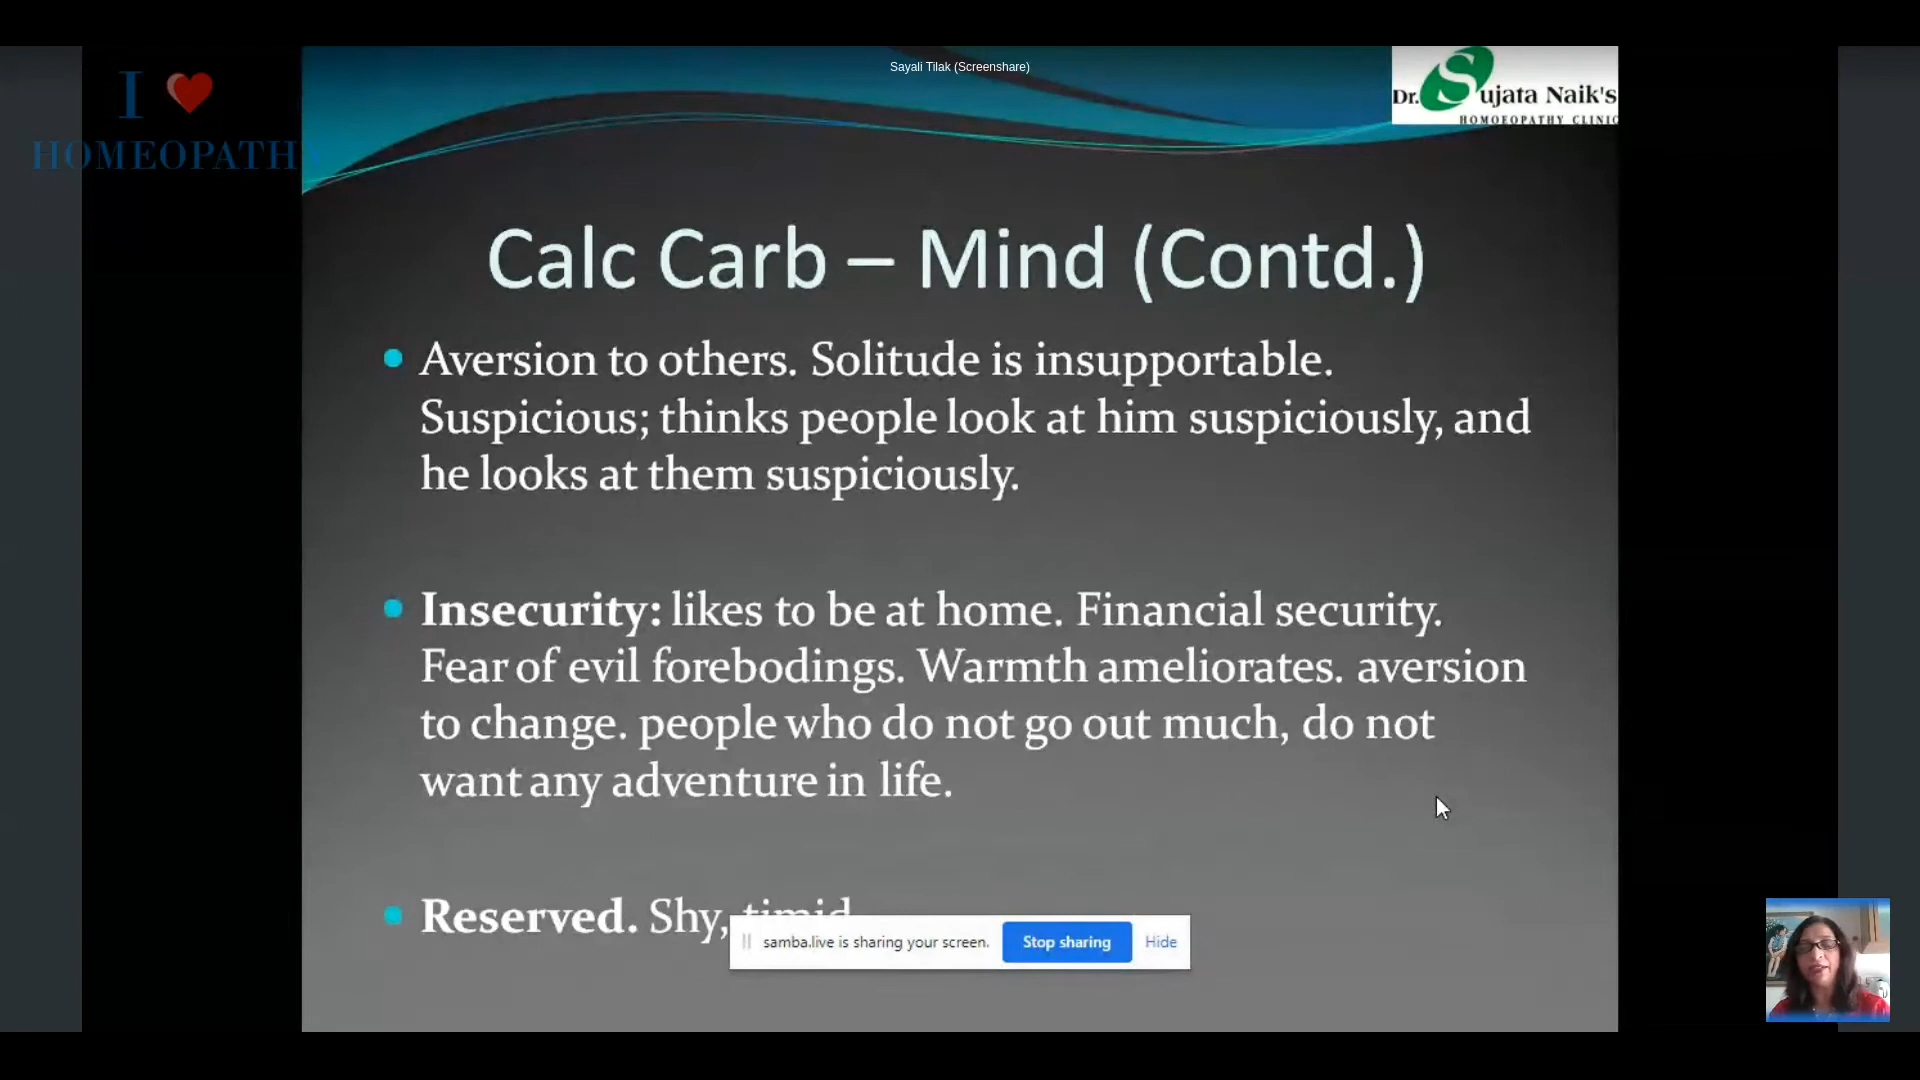 Sayali Tilak (Screenshare)
I
HOMEOPATHY
Dr. Sujata Naik's
HOMOEOPATHY CLINIC
Calc Carb – Mind (Contd.)
Aversion to others. Solitude is insupportable.
Suspicious; thinks people look at him suspiciously, and
he looks at them suspiciously.
Insecurity: likes to be at home. Financial security.
Fear of evil forebodings. Warmth ameliorates. aversion
to change. people who do not go out much, do not
want any adventure in life.
Reserved. Shy, timid
samba.live is sharing your screen. Stop sharing Hide